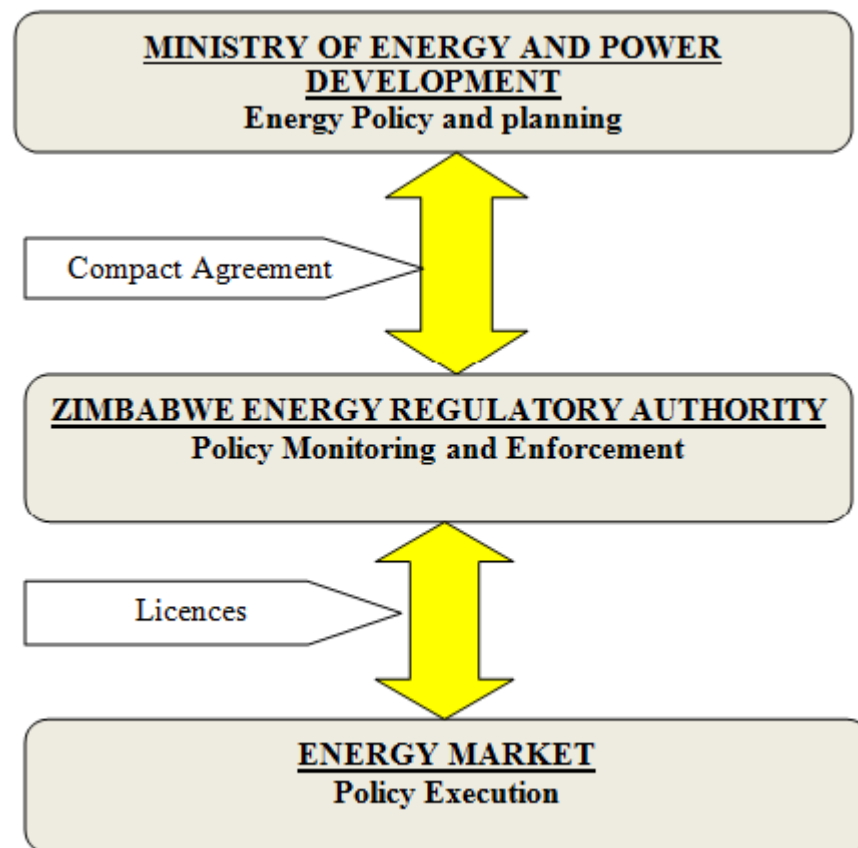 MINISTRY OF ENERGY AND POWER
DEVELOPMENT
Energy Policy and planning
Compact Agreement
ZIMBABWE ENERGY REGULATORY AUTHORITY
Policy Monitoring and Enforcement
Licences
ENERGY MARKET
Policy Execution